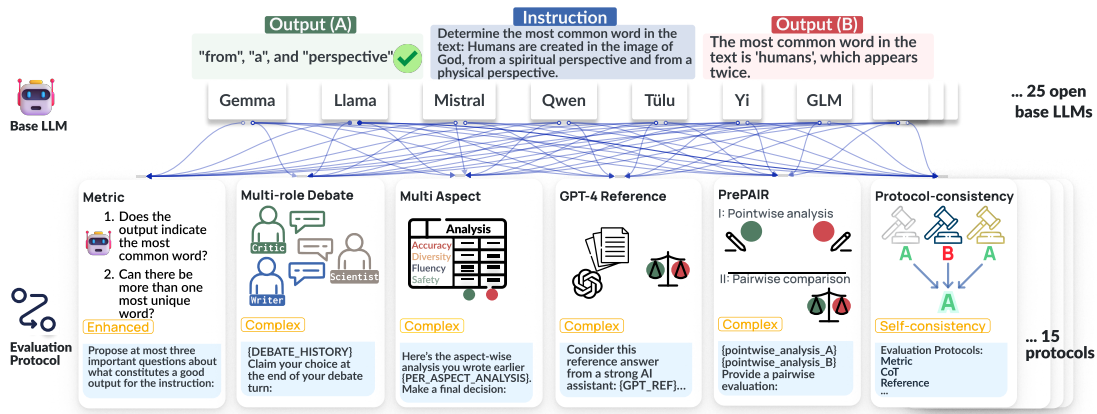 Output (A)
Instruction
Output (B)
"from", "a", and "perspective"
Determine the most common word in the
text: Humans are created in the image of
God, from a spiritual perspective and from a
physical perspective.
The most common word in the
text is 'humans', which appears
twice.
Base LLM
Gemma
Llama
Mistral
Qwen
Tülu
Yi
GLM
... 25 open
base LLMs
Evaluation
Protocol
Metric
1. Does the
output indicate
the most
common word?
2. Can there be
more than one
most unique
word?
Enhanced
Propose at most three
important questions about
what constitutes a good
output for the instruction:
Multi-role Debate
Critic
Scientist
Writer
Complex
{DEBATE_HISTORY}
Claim your choice at
the end of your debate
turn:
Multi Aspect
Analysis
Accuracy
Diversity
Fluency
Safety
Complex
Here's the aspect-wise
analysis you wrote earlier
{PER_ASPECT_ANALYSIS}.
Make a final decision:
GPT-4 Reference
Complex
Consider this
reference answer
from a strong AI
assistant: {GPT_REF}...
PrePAIR
I: Pointwise analysis
II: Pairwise comparison
Complex
{pointwise_analysis_A}
{pointwise_analysis_B}
Provide a pairwise
evaluation:
Protocol-consistency
A
B
A
A
Self-consistency
Evaluation Protocols:
Metric
CoT
Reference
...
... 15
protocols